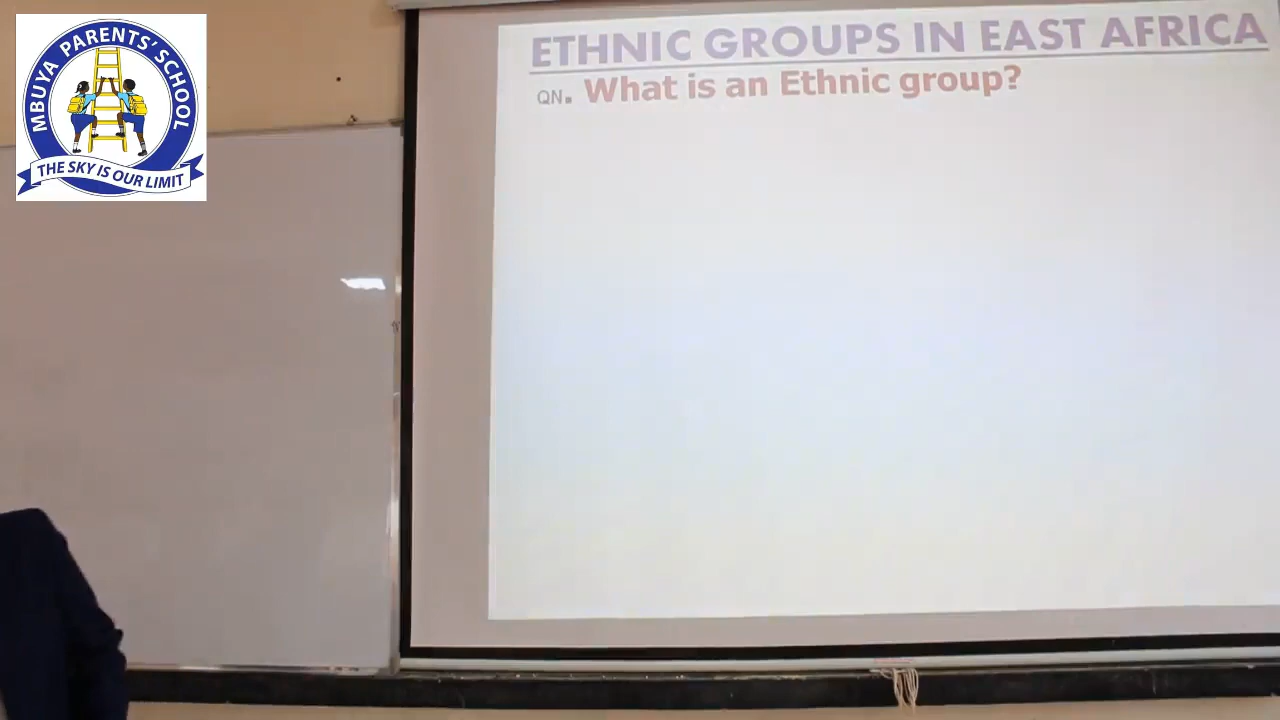 MBUYA PARENTS' SCHOOL
THE SKY IS OUR LIMIT
ETHNIC GROUPS IN EAST AFRICA
QN. What is an Ethnic group?